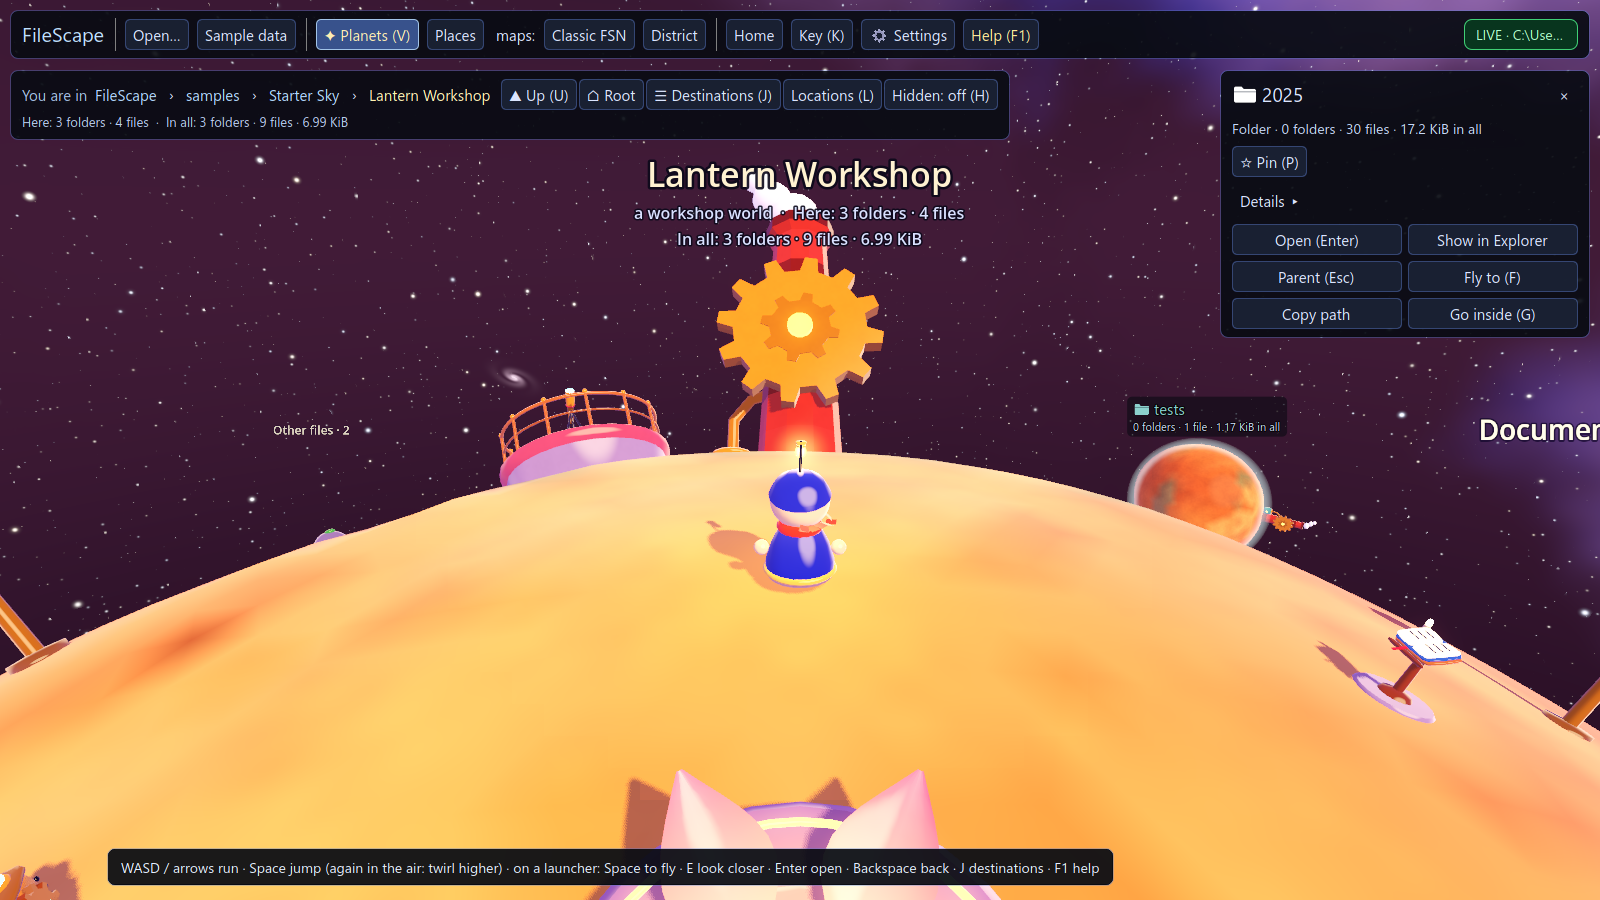 FileScape
Open...
Sample data
✦ Planets (V)
Places
maps:
Classic FSN
District
Home
Key (K)
Settings
Help (F1)
LIVE · C:\Use...
You are in FileScape › samples › Starter Sky › Lantern Workshop
▲ Up (U)
Root
☰ Destinations (J)
Locations (L)
Hidden: off (H)
Here: 3 folders · 4 files · In all: 3 folders · 9 files · 6.99 KiB
2025
×
Folder · 0 folders · 30 files · 17.2 KiB in all
☆ Pin (P)
Details ▸
Open (Enter)
Show in Explorer
Parent (Esc)
Fly to (F)
Copy path
Go inside (G)
Lantern Workshop
a workshop world · Here: 3 folders · 4 files
In all: 3 folders · 9 files · 6.99 KiB
Other files · 2
tests
0 folders · 1 file · 1.17 KiB in all
Documen
WASD / arrows run · Space jump (again in the air: twirl higher) · on a launcher: Space to fly · E look closer · Enter open · Backspace back · J destinations · F1 help